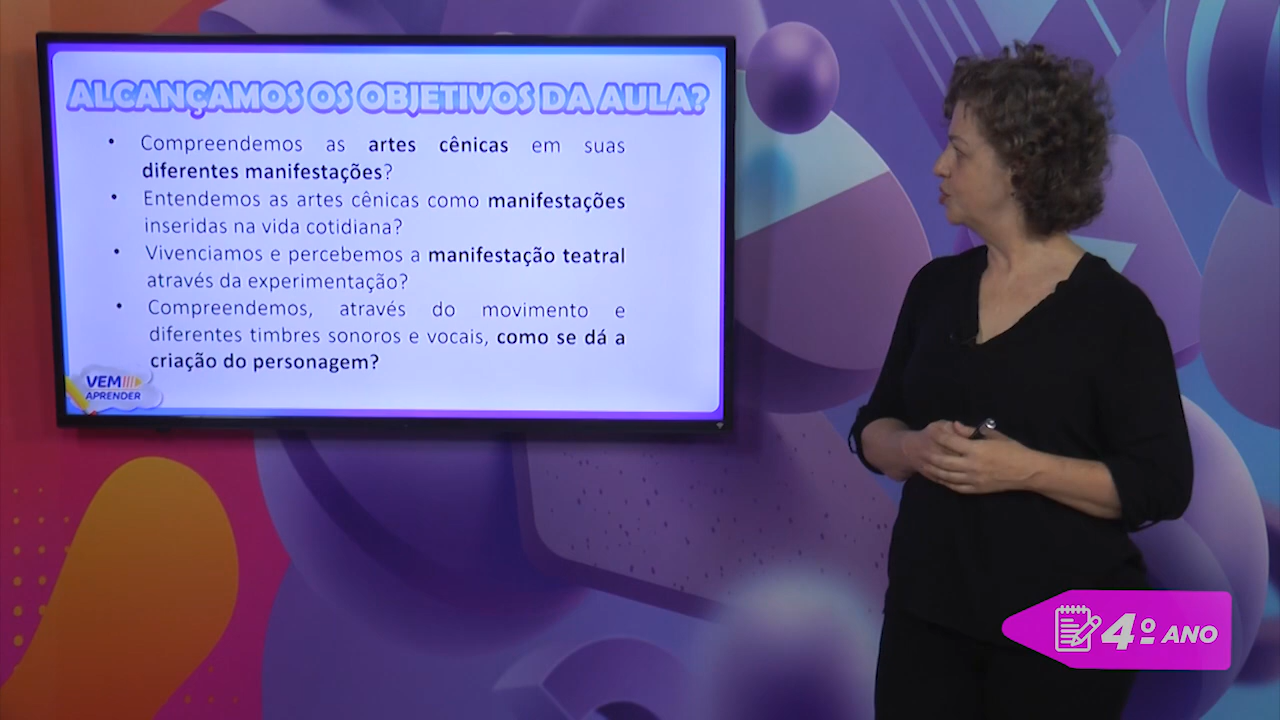 ALCANÇAMOS OS OBJETIVOS DA AULA?
• Compreendemos as artes cênicas em suas
diferentes manifestações?
• Entendemos as artes cênicas como manifestações
inseridas na vida cotidiana?
• Vivenciamos e percebemos a manifestação teatral
através da experimentação?
• Compreendemos, através do movimento e
diferentes timbres sonoros e vocais, como se dá a
criação do personagem?
VEM
APRENDER
4º ANO